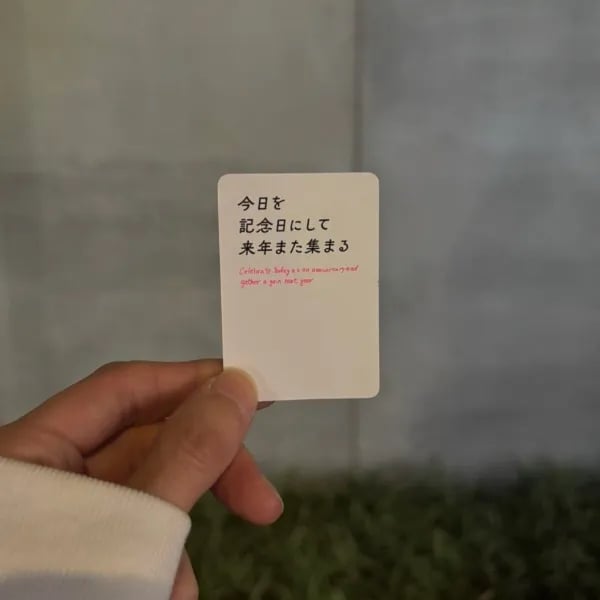 今日を
記念日にして
来年また集まる
Celebrate today as an anniversary and
gather again next year